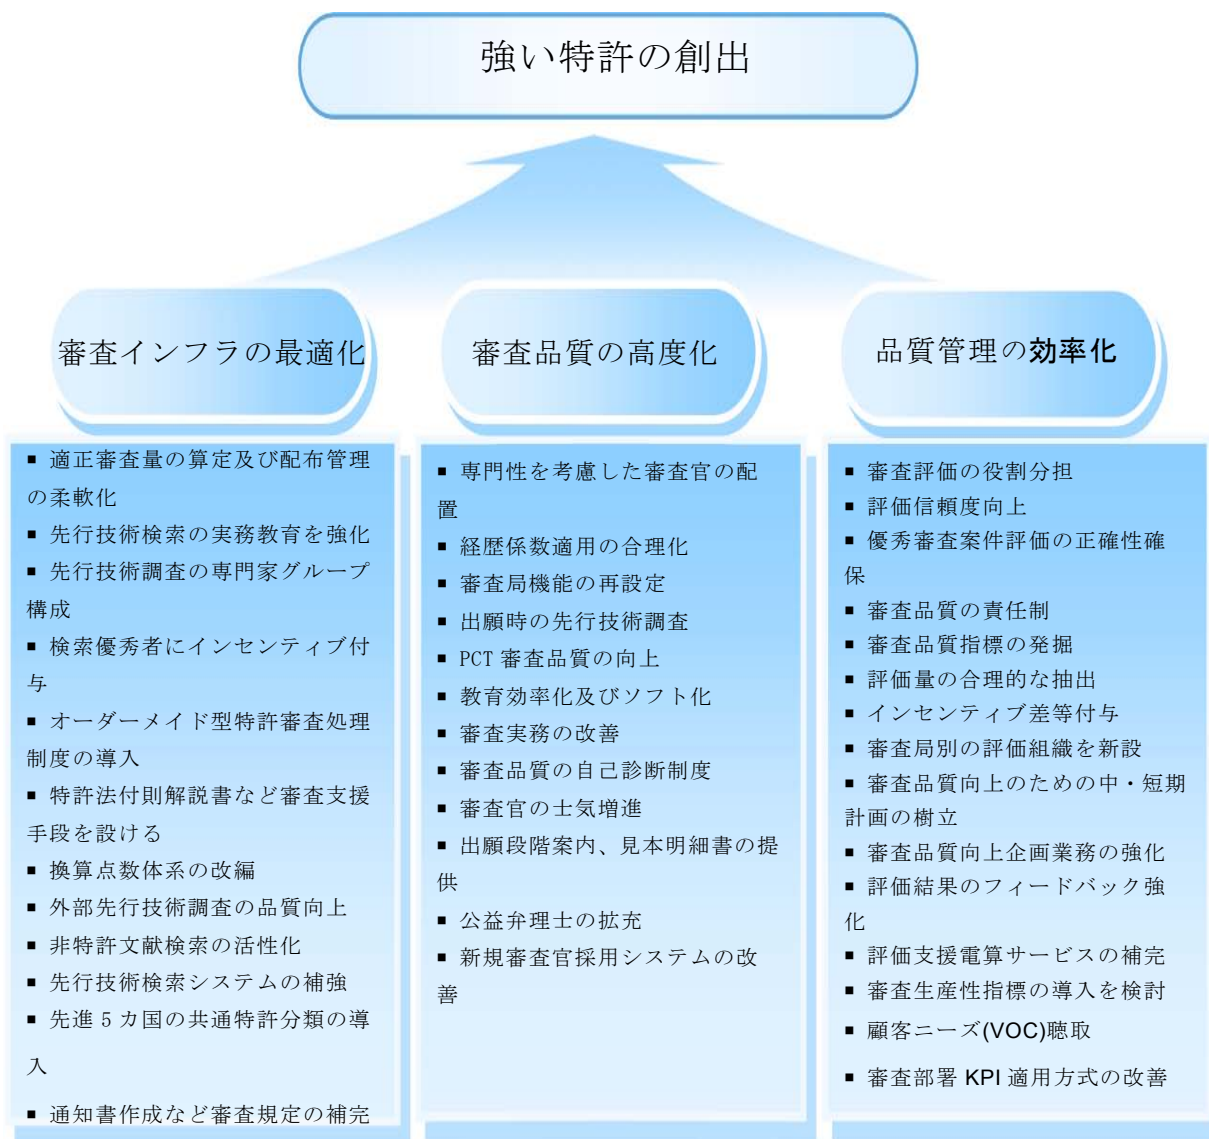 強い特許の創出
審査インフラの最適化
■ 適正審査量の算定及び配布管理
の柔軟化
■ 先行技術検索の実務教育を強化
■ 先行技術調査の専門家グループ
構成
■ 検索優秀者にインセンティブ付
与
■ オーダーメイド型特許審査処理
制度の導入
■ 特許法付則解説書など審査支援
手段を設ける
■ 換算点数体系の改編
■ 外部先行技術調査の品質向上
■ 非特許文献検索の活性化
■ 先行技術検索システムの補強
■ 先進 5 カ国の共通特許分類の導
入
■ 通知書作成など審査規定の補完
審査品質の高度化
■ 専門性を考慮した審査官の配
置
■ 経歴係数適用の合理化
■ 審査局機能の再設定
■ 出願時の先行技術調査
■ PCT 審査品質の向上
■ 教育効率化及びソフト化
■ 審査実務の改善
■ 審査品質の自己診断制度
■ 審査官の士気増進
■ 出願段階案内、見本明細書の提
供
■ 公益弁理士の拡充
■ 新規審査官採用システムの改
善
品質管理の効率化
■ 審査評価の役割分担
■ 評価信頼度向上
■ 優秀審査案件評価の正確性確
保
■ 審査品質の責任制
■ 審査品質指標の発掘
■ 評価量の合理的な抽出
■ インセンティブ差等付与
■ 審査局別の評価組織を新設
■ 審査品質向上のための中・短期
計画の樹立
■ 審査品質向上企画業務の強化
■ 評価結果のフィードバック強
化
■ 評価支援電算サービスの補完
■ 審査生産性指標の導入を検討
■ 顧客ニーズ(VOC)聴取
■ 審査部署 KPI 適用方式の改善